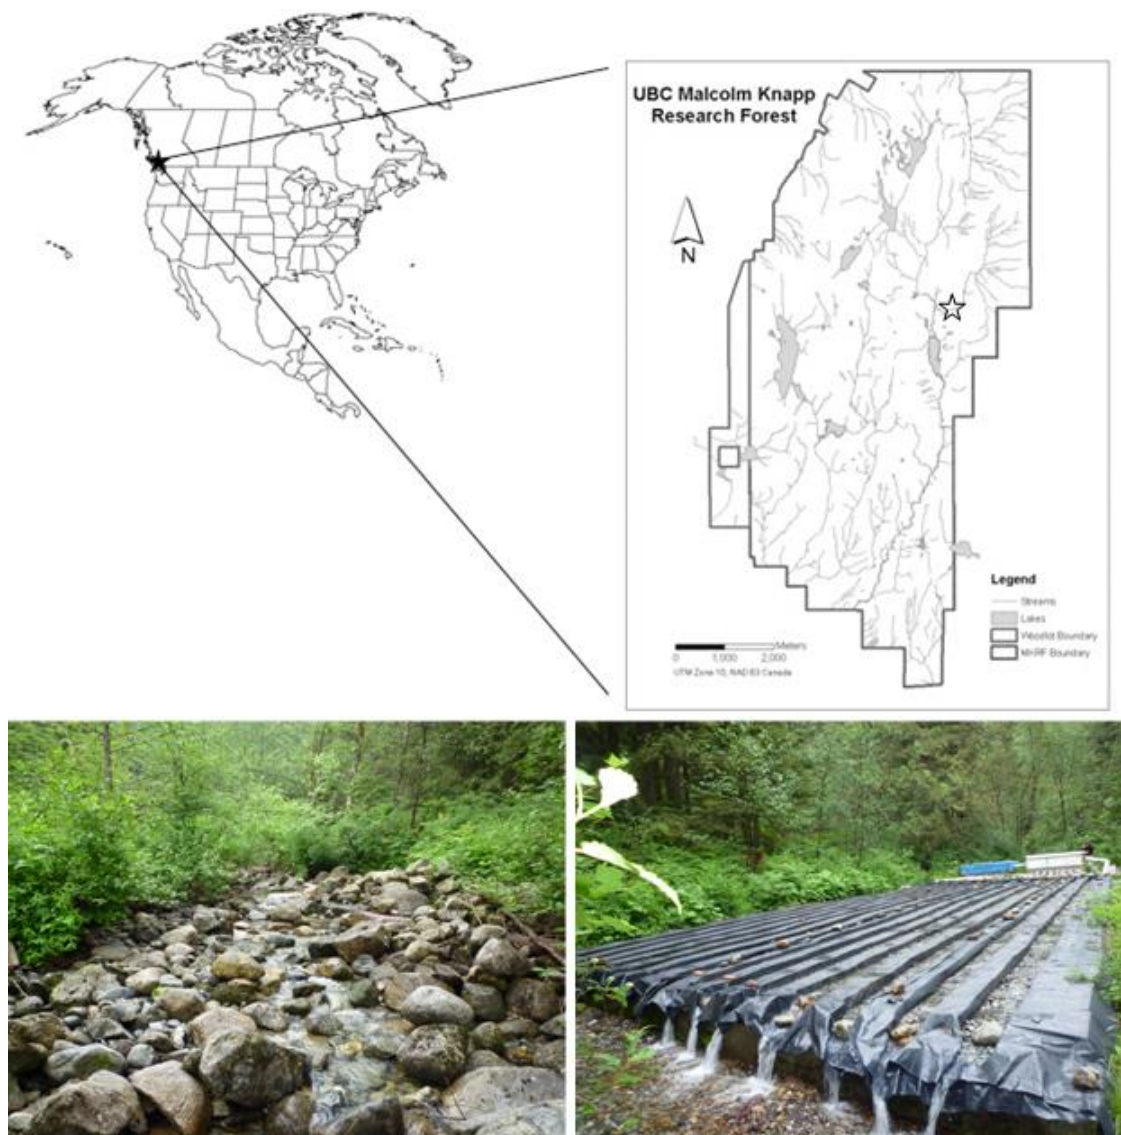 UBC Malcolm Knapp
Research Forest
N
Legend
Streams
Lakes
Woodlot Boundary
MKRF Boundary
Meters
0 1,000 2,000
UTM Zone 10, NAD 83 Canada